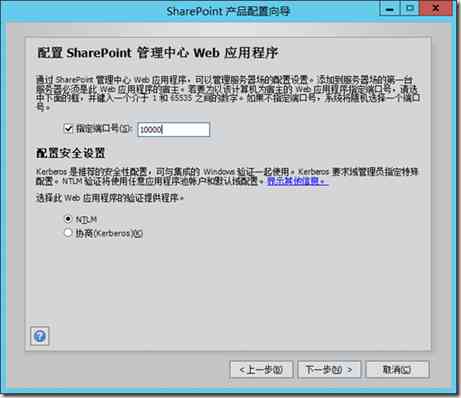 SharePoint 产品配置向导
配置 SharePoint 管理中心 Web 应用程序
通过 SharePoint 管理中心 Web 应用程序，可以管理服务器场的配置设置。添加到服务器场的第一台
服务器必须是此 Web 应用程序的宿主。若要为以该计算机为宿主的 Web 应用程序指定端口号，请选
中下面的框，并键入一个介于 1 和 65535 之间的数字。如果不指定端口号，系统将随机选择一个端口
号。
指定端口号(S): 10000
配置安全设置
Kerberos 是推荐的安全性配置，可与集成的 Windows 验证一起使用。Kerberos 要求域管理员指定特殊
配置。NTLM 验证将使用任意应用程序池帐户和默认域配置。显示其他信息。
选择此 Web 应用程序的验证提供程序。
NTLM
协商(Kerberos)(K)
?
< 上一步(B) 下一步(N) > 取消(C)